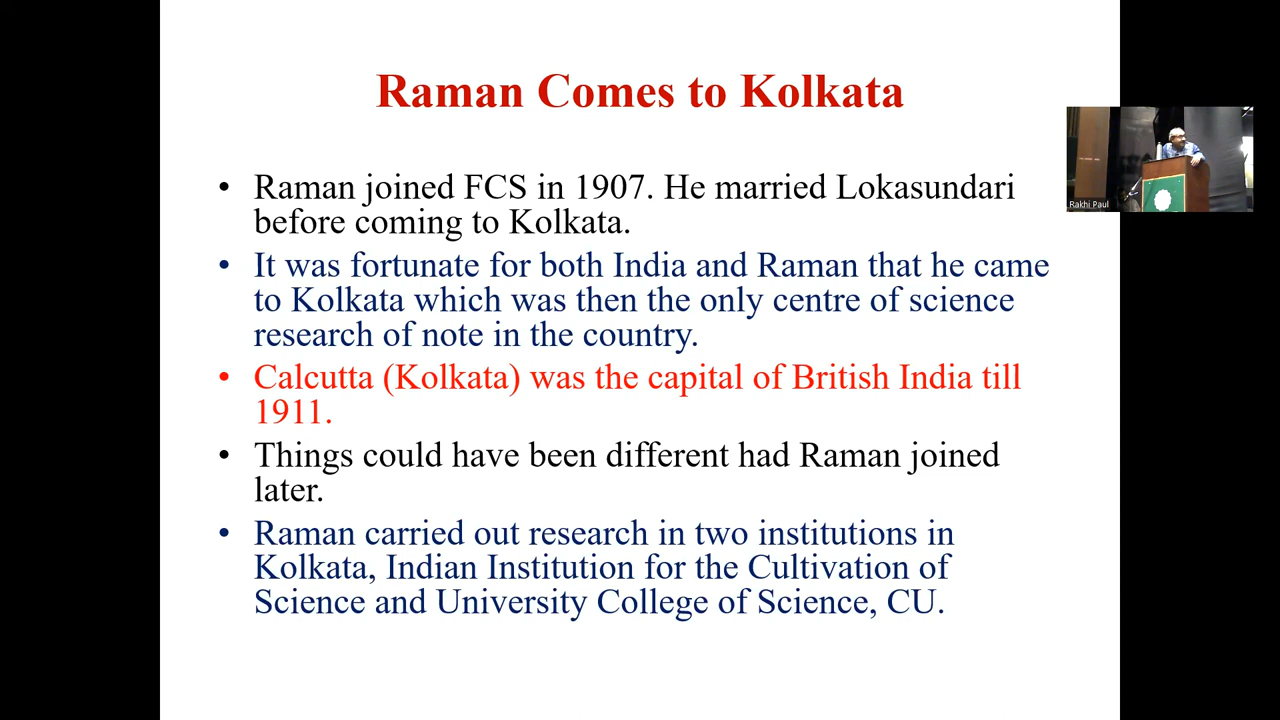 Raman Comes to Kolkata
• Raman joined FCS in 1907. He married Lokasundari
before coming to Kolkata.
• It was fortunate for both India and Raman that he came
to Kolkata which was then the only centre of science
research of note in the country.
• Calcutta (Kolkata) was the capital of British India till
1911.
• Things could have been different had Raman joined
later.
• Raman carried out research in two institutions in
Kolkata, Indian Institution for the Cultivation of
Science and University College of Science, CU.
Rakhi Paul